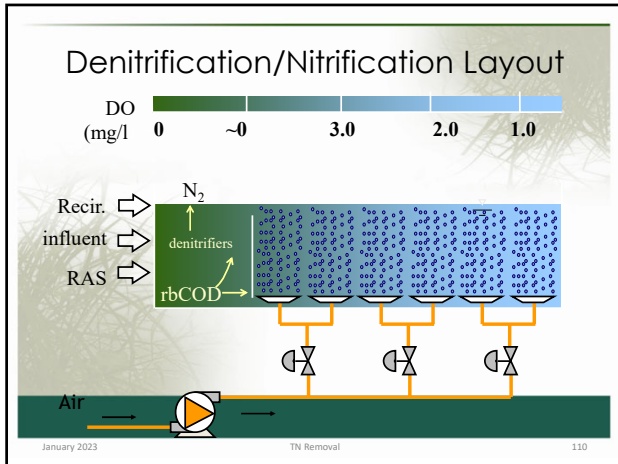 Denitrification/Nitrification Layout
DO
(mg/l 0 ~0 3.0 2.0 1.0
N2
Recir.
denitrifiers
influent
RAS
rbCOD
Air
January 2023 TN Removal 110